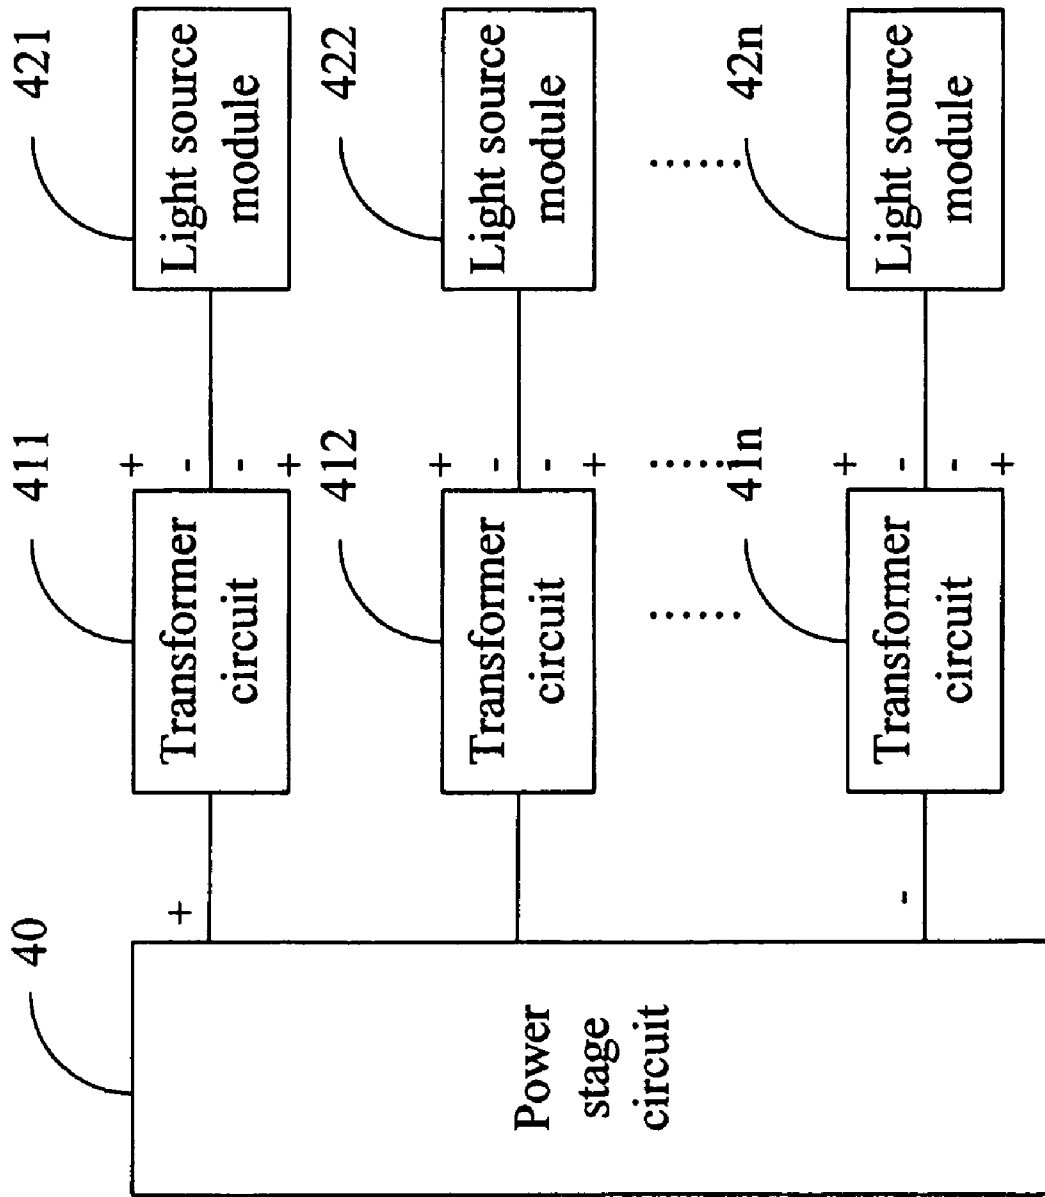 40
411
421
Power
stage
circuit
+
-
Transformer
circuit
+
-
-
+
Light source
module
412
422
Transformer
circuit
+
-
-
+
Light source
module
......
......
......
41n
42n
Transformer
circuit
+
-
-
+
Light source
module